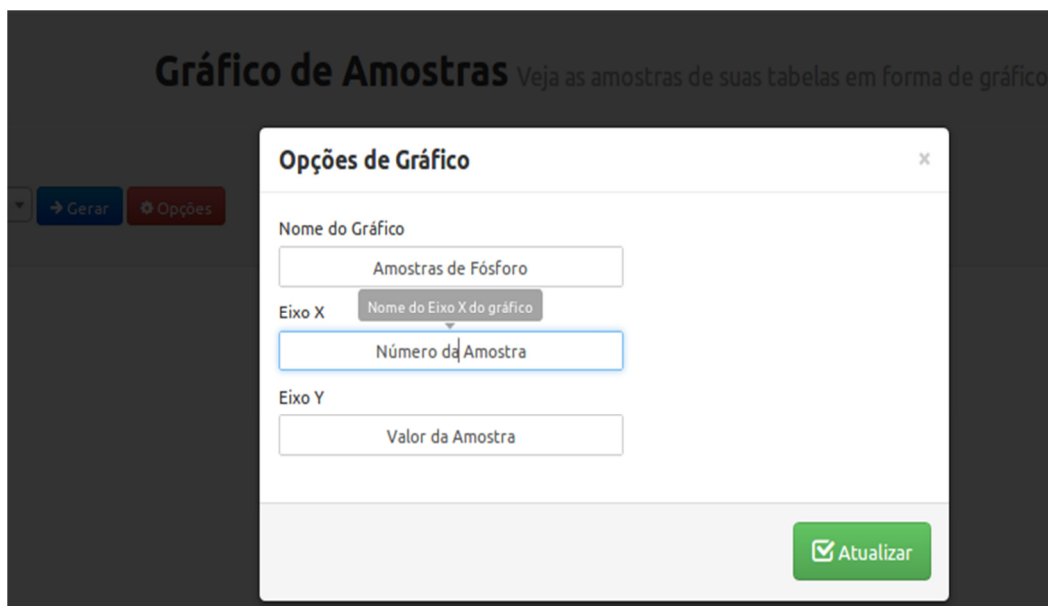 Gráfico de Amostras Veja as amostras de suas tabelas em forma de gráfico
Opções de Gráfico ×
Gerar Opções
Nome do Gráfico
Amostras de Fósforo
Nome do Eixo X do gráfico
Eixo X
Número da Amostra
Eixo Y
Valor da Amostra
Atualizar